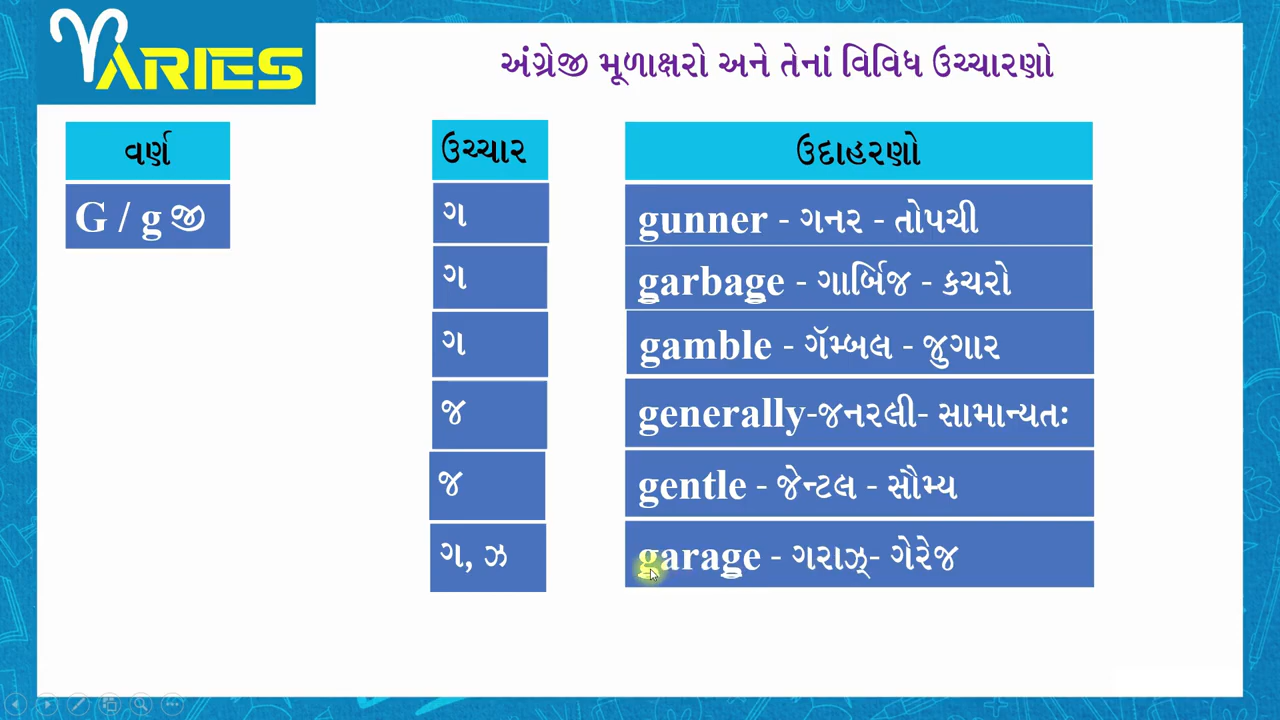 ARIES
અંગ્રેજી મૂળાક્ષરો અને તેનાં વિવિધ ઉચ્ચારણો
વર્ણ ઉચ્ચાર ઉદાહરણો
G / g જી ગ gunner - ગનર - તોપચી
ગ garbage - ગાર્બિજ - કચરો
ગ gamble - ગૅમ્બલ - જુગાર
જ generally-જનરલી- સામાન્યતઃ
જ gentle - જેન્ટલ - સૌમ્ય
ગ, ઝ garage - ગરાઝ્- ગેરેજ